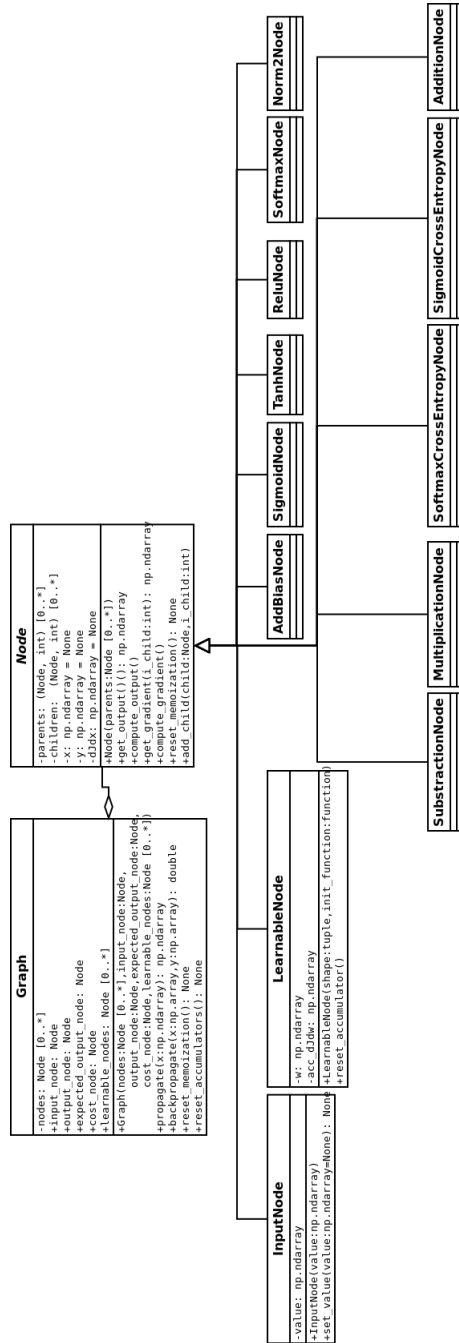 Graph
-nodes: Node [0..*]
+input_node: Node
+output_node: Node
+expected_output_node: Node
+cost_node: Node
+learnable_nodes: Node [0..*]
+Graph(nodes:Node [0..*],input_node:Node,
output_node:Node,expected_output_node:Node,
cost_node:Node,learnable_nodes:Node [0..*])
+propagate(x:np.ndarray): np.ndarray
+backpropagate(x:np.array,y:np.array): double
+reset_memoization(): None
+reset_accumulators(): None
Node
-parents: (Node, int) [0..*]
-children: (Node, int) [0..*]
-x: np.ndarray = None
-y: np.ndarray = None
-dJdx: np.ndarray = None
+Node(parents:Node [0..*])
+get_output()(): np.ndarray
+compute_output()
+get_gradient(i_child:int): np.ndarray
+compute_gradient()
+reset_memoization(): None
+add_child(child:Node,i_child:int)
InputNode
-value: np.ndarray
+InputNode(value:np.ndarray)
+set_value(value:np.ndarray=None): None
LearnableNode
-w: np.ndarray
-acc_dJdw: np.ndarray
+LearnableNode(shape:tuple,init_function:function)
+reset_accumulator()
AddBiasNode
SigmoidNode
TanhNode
ReluNode
SoftmaxNode
Norm2Node
SubstractionNode
MultiplicationNode
SoftmaxCrossEntropyNode
SigmoidCrossEntropyNode
AdditionNode